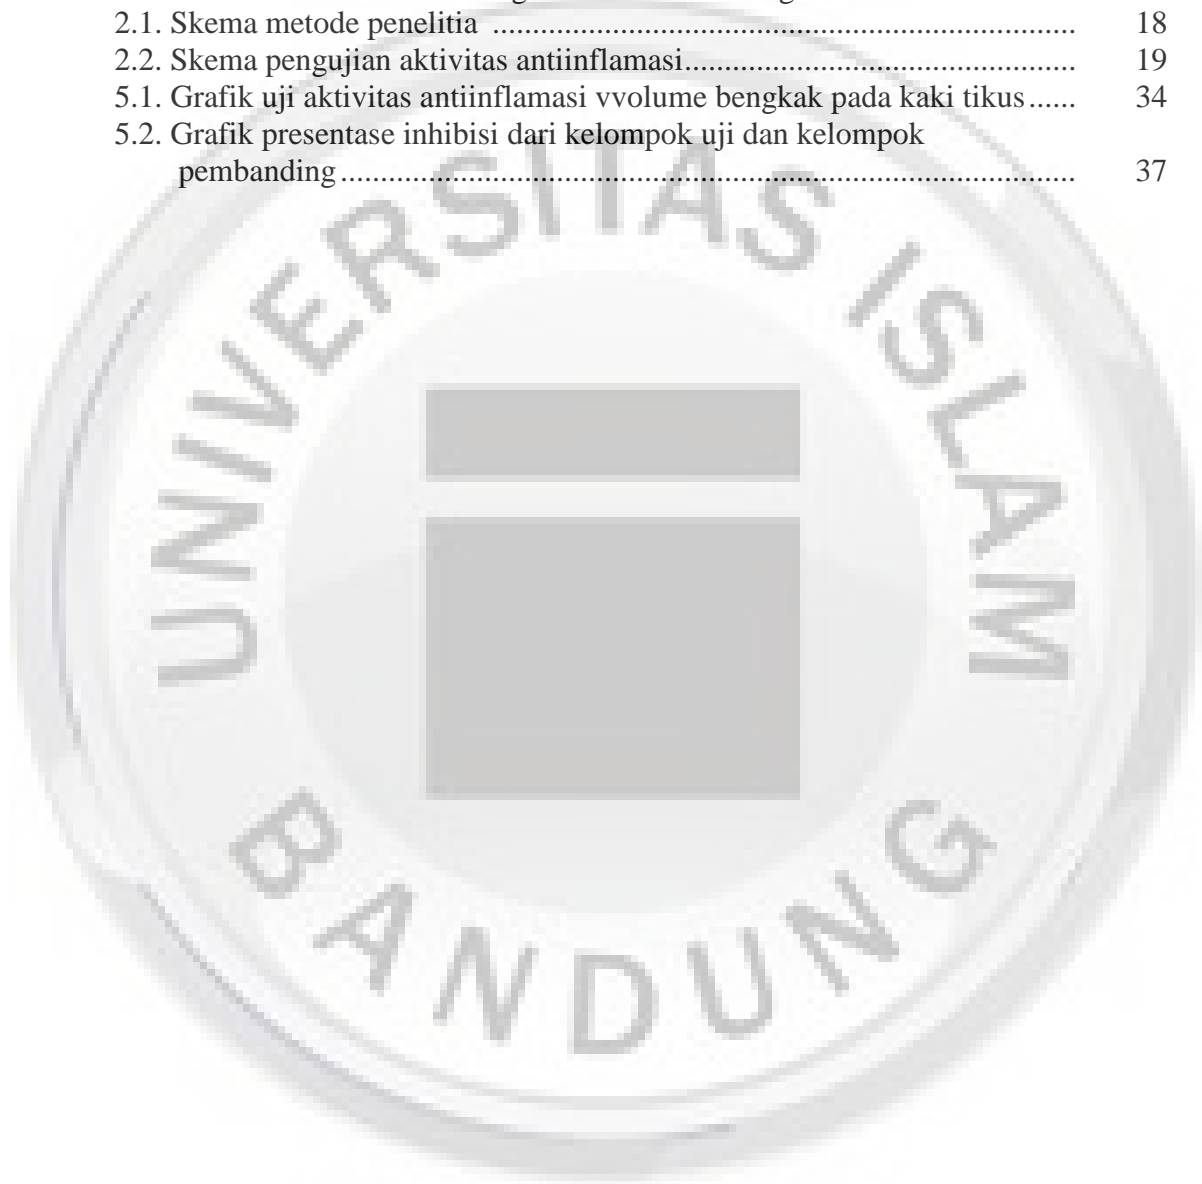 2.1. Skema metode penelitia ........................................................................ 18
2.2. Skema pengujian aktivitas antiinflamasi................................................ 19
5.1. Grafik uji aktivitas antiinflamasi vvolume bengkak pada kaki tikus...... 34
5.2. Grafik presentase inhibisi dari kelompok uji dan kelompok
pembanding........................................................................................... 37
UNIVERSITAS ISLAM
BANDUNG